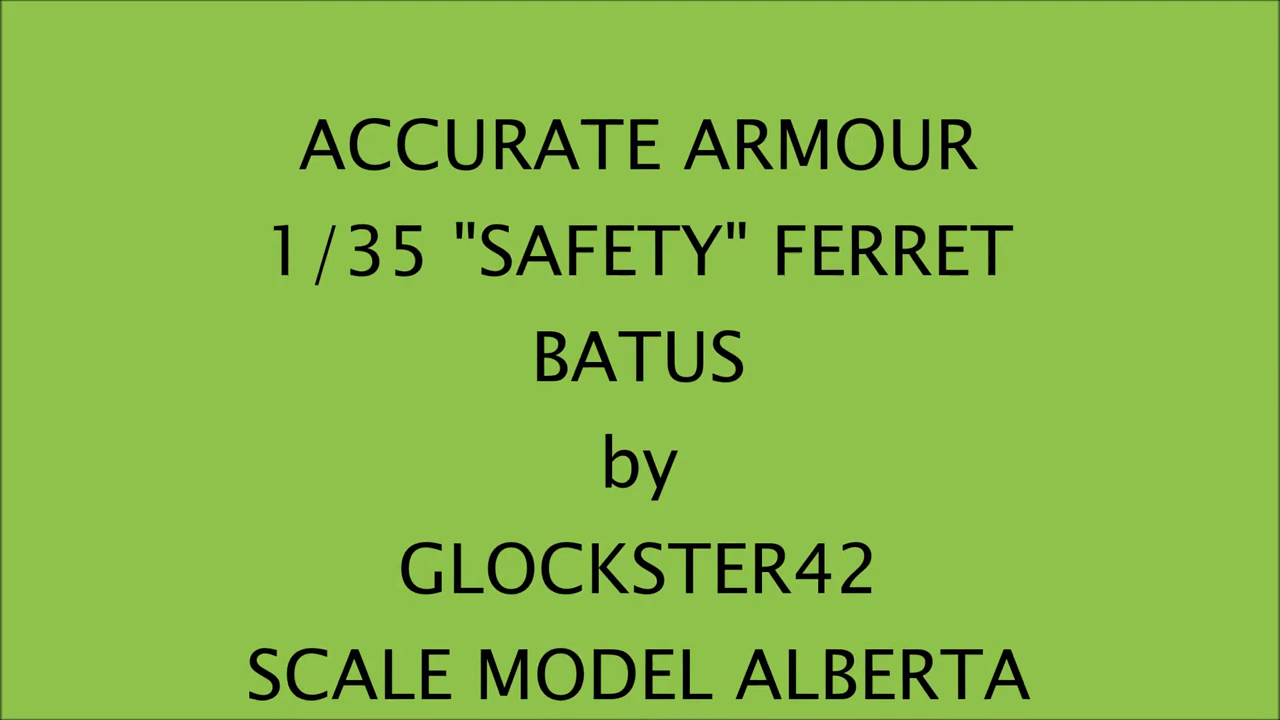 ACCURATE ARMOUR
1/35 "SAFETY" FERRET
BATUS
by
GLOCKSTER42
SCALE MODEL ALBERTA